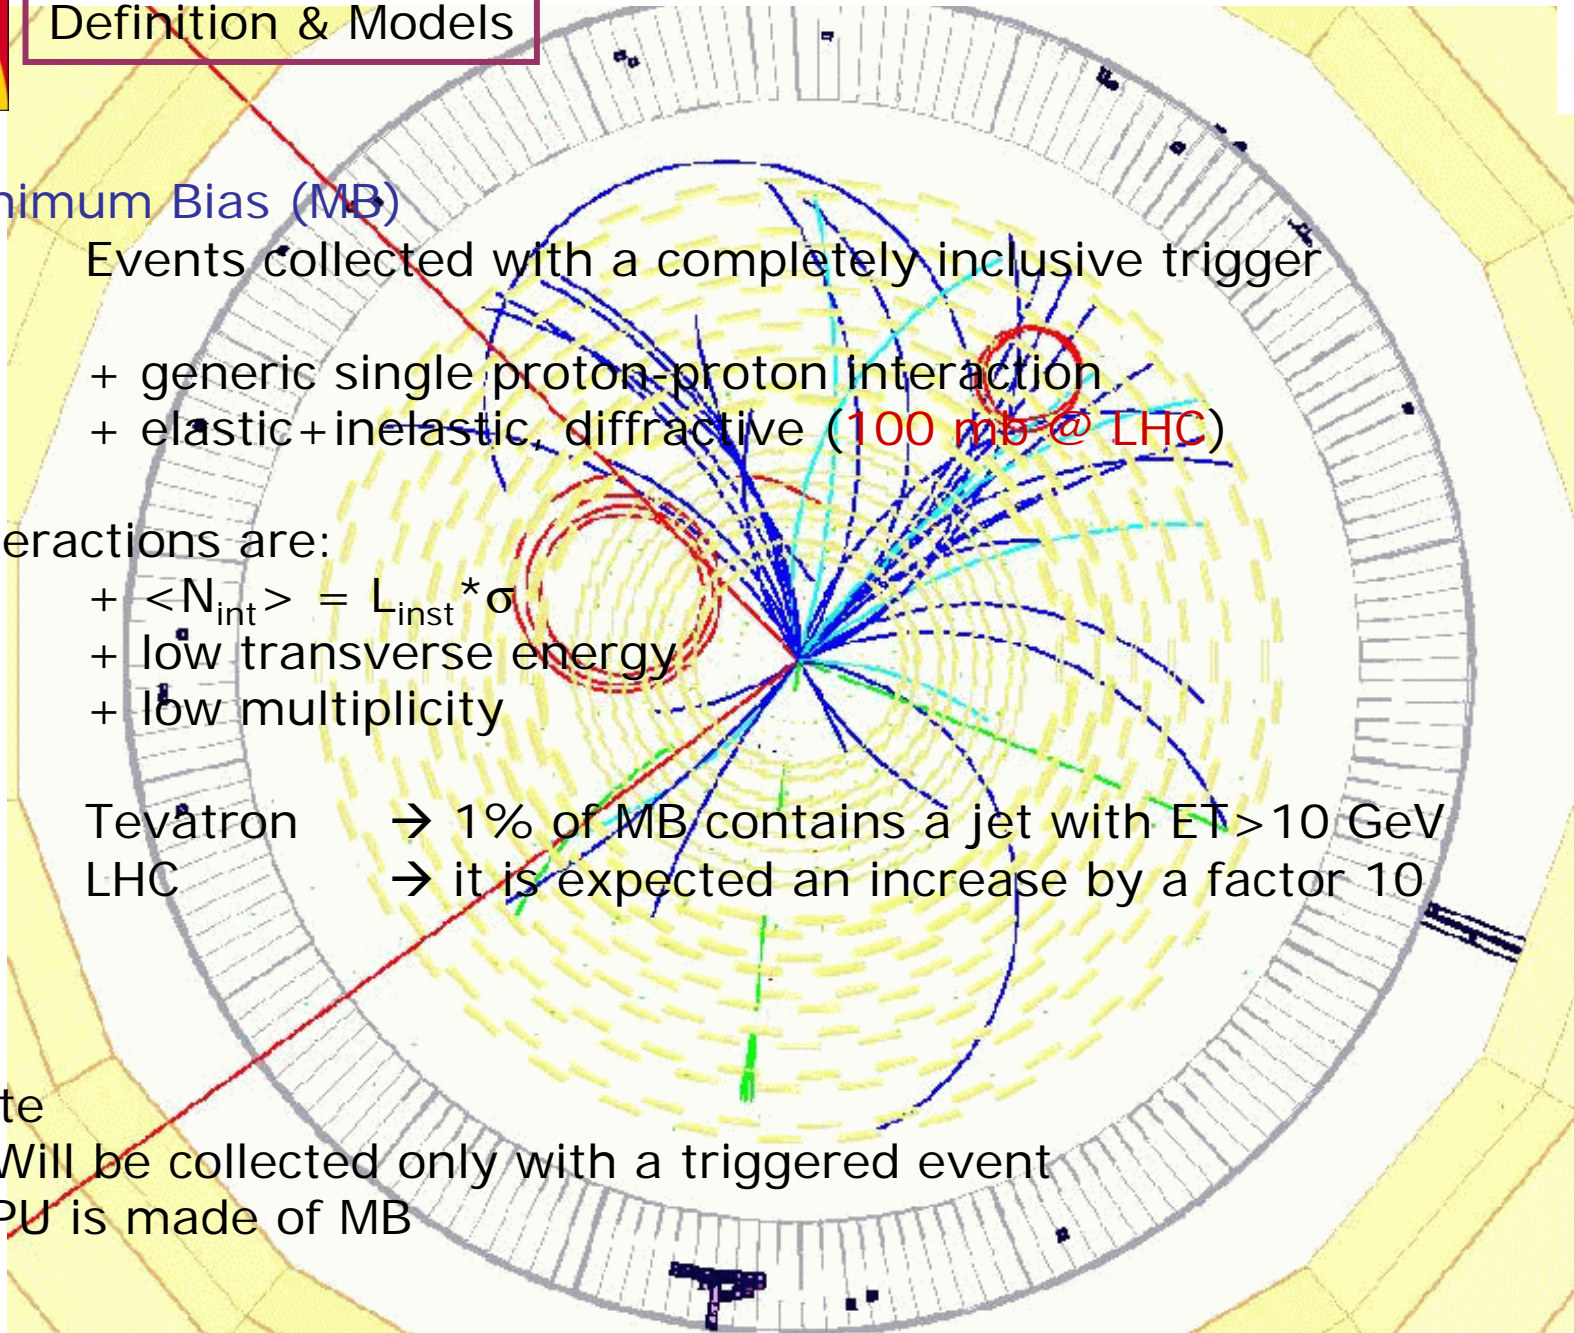 Definition & Models
nimum Bias (MB)
Events collected with a completely inclusive trigger
+ generic single proton-proton interaction
+ elastic+inelastic, diffractive (100 mb @ LHC)
eractions are:
+ <N_int> = L_inst*σ
+ low transverse energy
+ low multiplicity
Tevatron → 1% of MB contains a jet with ET>10 GeV
LHC → it is expected an increase by a factor 10
te
Will be collected only with a triggered event
PU is made of MB